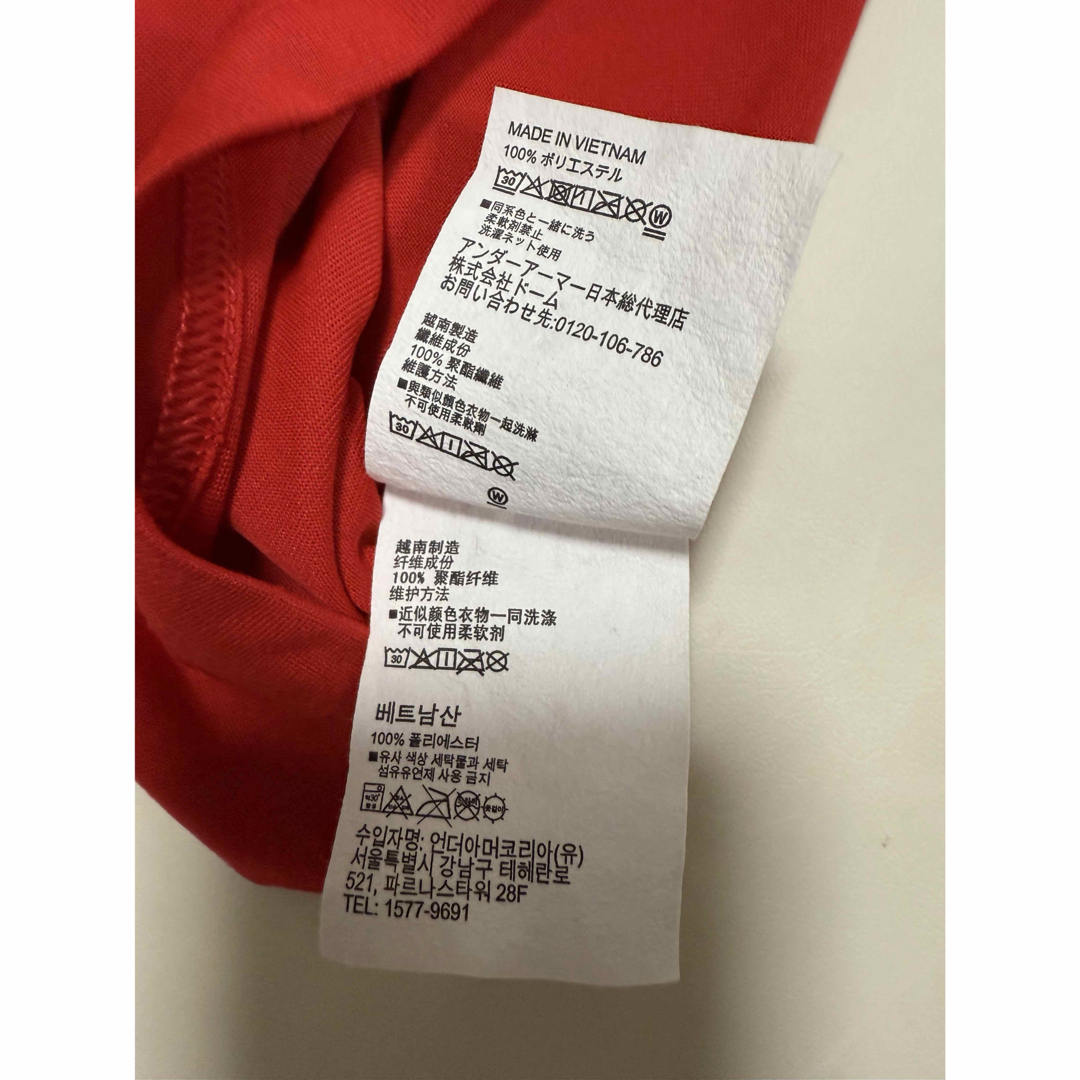 MADE IN VIETNAM
100% ポリエステル
30 W
■同系色と一緒に洗う
柔軟剤禁止
洗濯ネット使用
アンダーアーマー日本総代理店
株式会社ドーム
お問い合わせ先:0120-106-786
越南製造
纖維成份
100% 聚酯纖維
維護方法
■與類似顏色衣物一起洗滌
不可使用柔軟劑
30
W
越南制造
纤维成份
100% 聚酯纤维
维护方法
■近似颜色衣物一同洗涤
不可使用柔软剂
30
베트남산
100% 폴리에스터
■유사 색상 세탁물과 세탁
섬유유연제 사용 금지
수입자명: 언더아머코리아(유)
서울특별시 강남구 테헤란로
521, 파르나스타워 28F
TEL: 1577-9691